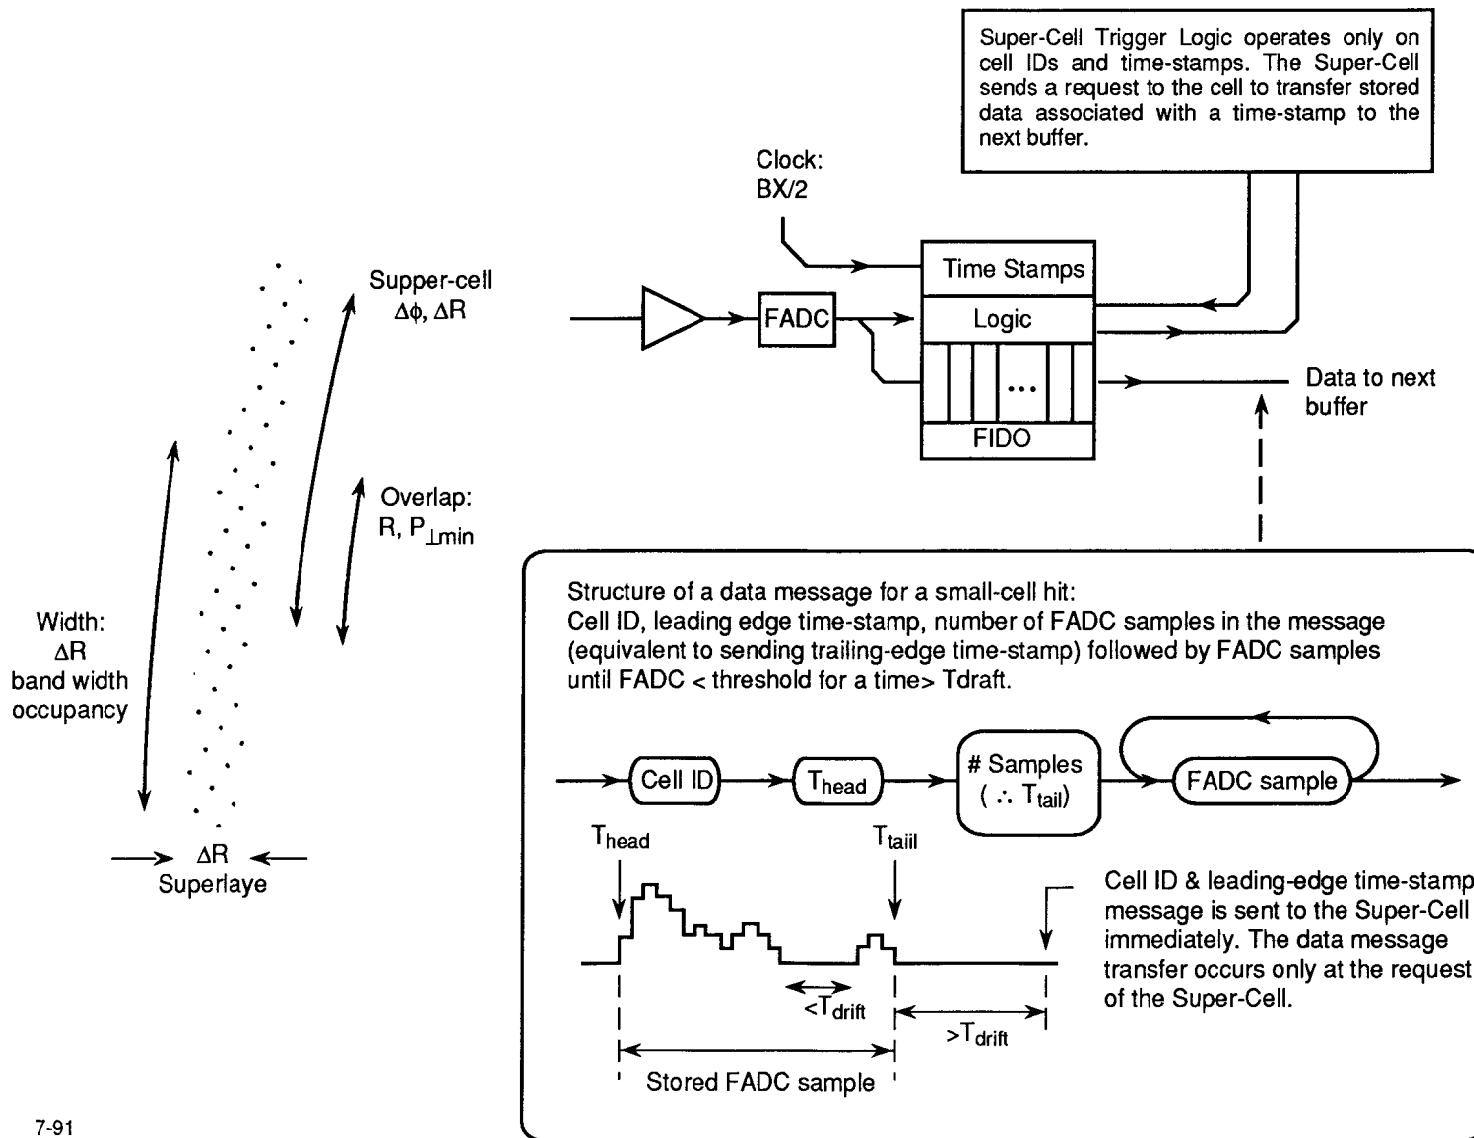 Super-Cell Trigger Logic operates only on
cell IDs and time-stamps. The Super-Cell
sends a request to the cell to transfer stored
data associated with a time-stamp to the
next buffer.
Clock:
BX/2
Time Stamps
FADC
Logic
...
FIDO
Data to next
buffer
Supper-cell
Δϕ, ΔR
Overlap:
R, P⊥min
Width:
ΔR
band width
occupancy
ΔR
Superlaye
Structure of a data message for a small-cell hit:
Cell ID, leading edge time-stamp, number of FADC samples in the message
(equivalent to sending trailing-edge time-stamp) followed by FADC samples
until FADC < threshold for a time> Tdraft.
Cell ID
Thead
# Samples
( ∴ Ttail)
FADC sample
Thead
Ttaiil
<Tdrift
>Tdrift
Stored FADC sample
Cell ID & leading-edge time-stamp
message is sent to the Super-Cell
immediately. The data message
transfer occurs only at the request
of the Super-Cell.
7-91